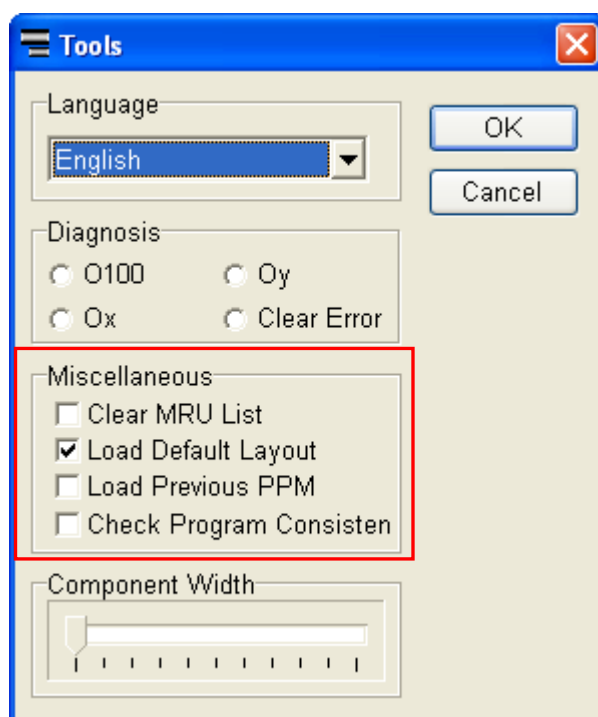 Tools
Language
English
OK
Cancel
Diagnosis
O100
Oy
Ox
Clear Error
Miscellaneous
Clear MRU List
Load Default Layout
Load Previous PPM
Check Program Consisten
Component Width